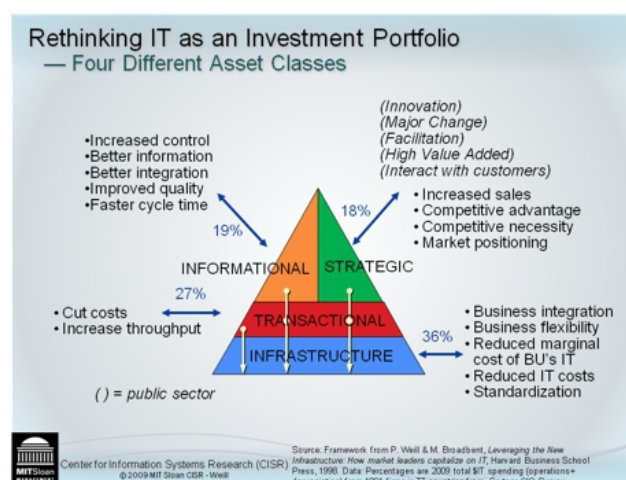 Rethinking IT as an Investment Portfolio
— Four Different Asset Classes
(Innovation)
(Major Change)
(Facilitation)
(High Value Added)
(Interact with customers)
•Increased control
•Better information
•Better integration
•Improved quality
•Faster cycle time
• Increased sales
• Competitive advantage
• Competitive necessity
• Market positioning
19%
18%
INFORMATIONAL
STRATEGIC
27%
• Cut costs
• Increase throughput
TRANSACTIONAL
INFRASTRUCTURE
36%
• Business integration
• Business flexibility
• Reduced marginal
cost of BU's IT
• Reduced IT costs
• Standardization
( ) = public sector
MITSloan
MANAGEMENT
Center for Information Systems Research (CISR)
© 2009 MIT Sloan CISR - Weill
Source: Framework from P. Weill & M. Broadbent, Leveraging the New
Infrastructure: How market leaders capitalize on IT, Harvard Business School
Press, 1998. Data: Percentages are 2009 total $IT spending (operations+